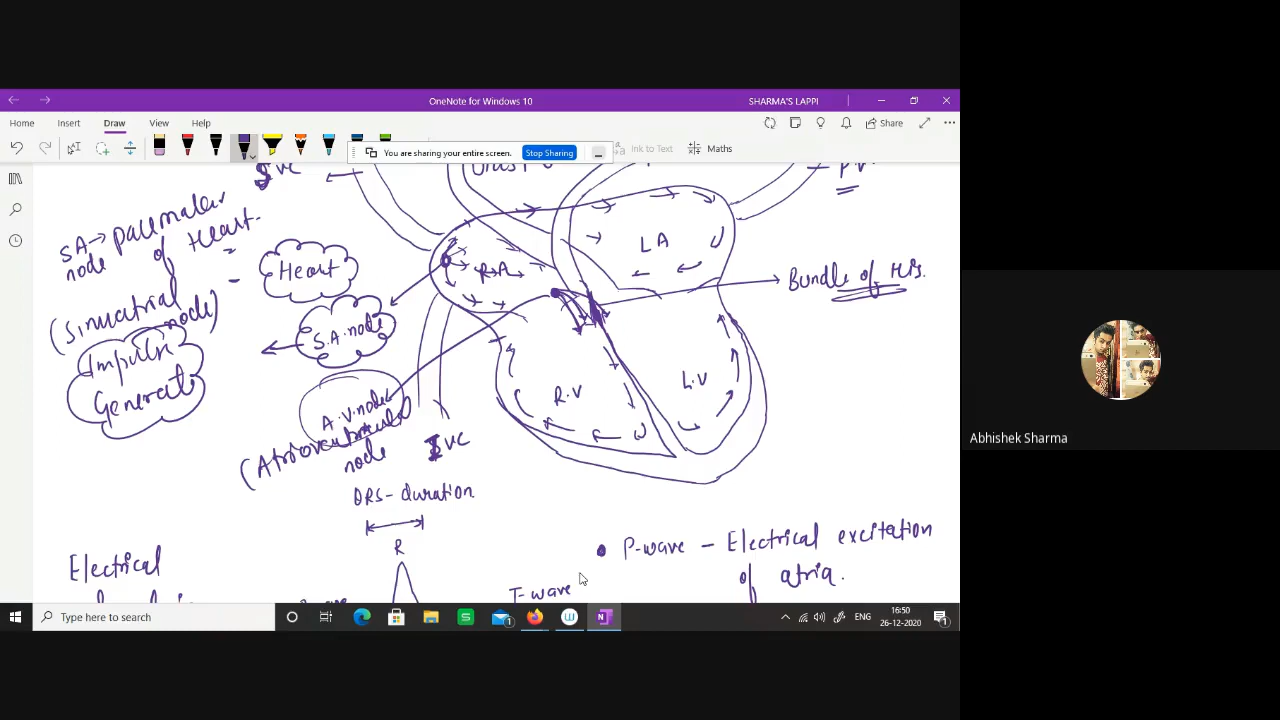 OneNote for Windows 10
SHARMA'S LAPPI
Home
Insert
Draw
View
Help
Share
You are sharing your entire screen.
Stop Sharing
Ink to Text
Maths
SVC
PV
SA → pacemaker
node
of Heart
(Sinuatrial
node)
Impulse
Generate
Heart
S.A. node
A.V. node
(Atrioventricular
node
IVC
R.A
LA
R.V
L.V
Bundle of His.
QRS- duration
R
Electrical
T-wave
P-wave – Electrical excitation
of atria.
Type here to search
ENG
16:50
26-12-2020
Abhishek Sharma